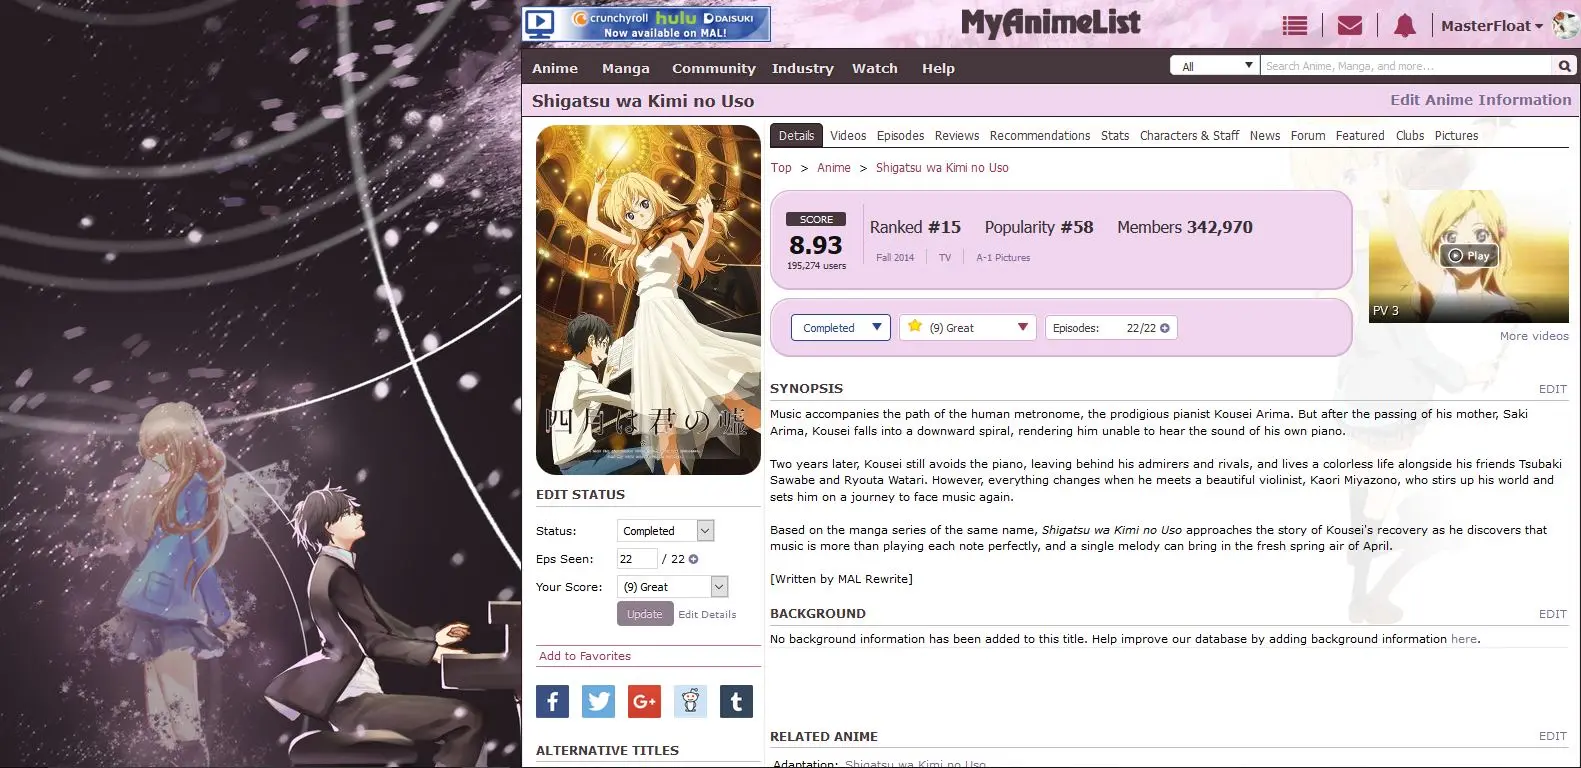 crunchyroll hulu DAISUKI
Now available on MAL!
MyAnimeList
MasterFloat
Anime Manga Community Industry Watch Help
All Search Anime, Manga, and more...
Shigatsu wa Kimi no Uso
Edit Anime Information
四月は君の嘘
EDIT STATUS
Status: Completed
Eps Seen: 22 / 22
Your Score: (9) Great
Update Edit Details
Add to Favorites
f G+ t
ALTERNATIVE TITLES
Details Videos Episodes Reviews Recommendations Stats Characters & Staff News Forum Featured Clubs Pictures
Top > Anime > Shigatsu wa Kimi no Uso
SCORE
8.93
195,274 users
Ranked #15 Popularity #58 Members 342,970
Fall 2014 TV A-1 Pictures
Completed (9) Great Episodes: 22/22
Play
PV 3
More videos
SYNOPSIS EDIT
Music accompanies the path of the human metronome, the prodigious pianist Kousei Arima. But after the passing of his mother, Saki
Arima, Kousei falls into a downward spiral, rendering him unable to hear the sound of his own piano.
Two years later, Kousei still avoids the piano, leaving behind his admirers and rivals, and lives a colorless life alongside his friends Tsubaki
Sawabe and Ryouta Watari. However, everything changes when he meets a beautiful violinist, Kaori Miyazono, who stirs up his world and
sets him on a journey to face music again.
Based on the manga series of the same name, Shigatsu wa Kimi no Uso approaches the story of Kousei's recovery as he discovers that
music is more than playing each note perfectly, and a single melody can bring in the fresh spring air of April.
[Written by MAL Rewrite]
BACKGROUND EDIT
No background information has been added to this title. Help improve our database by adding background information here.
RELATED ANIME EDIT
Adaptation: Shigatsu wa Kimi no Uso